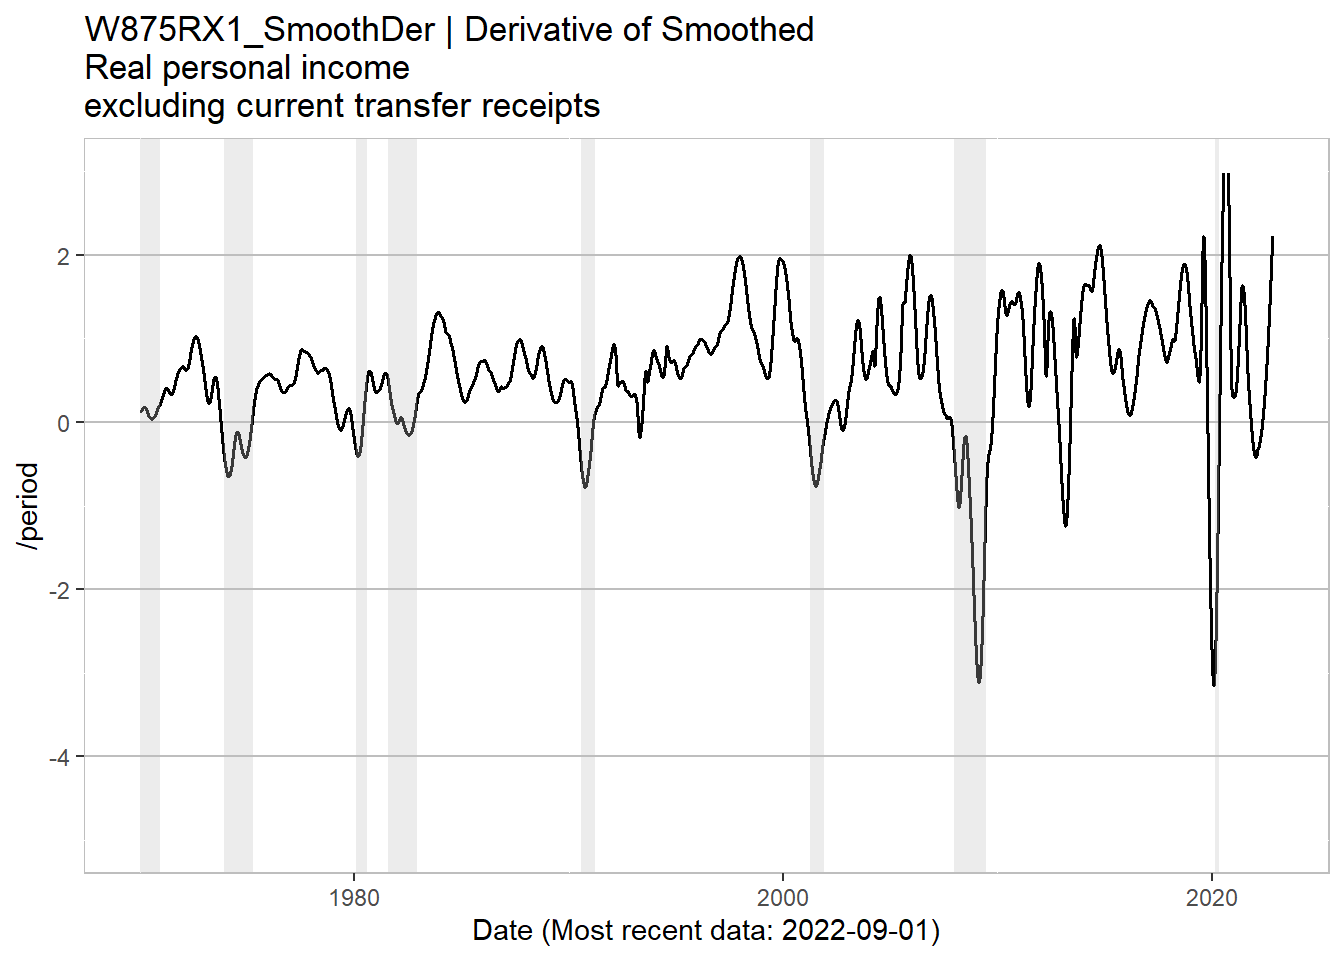 W875RX1_SmoothDer | Derivative of Smoothed
Real personal income
excluding current transfer receipts
2
0
-2
-4
/period
1980
2000
2020
Date (Most recent data: 2022-09-01)